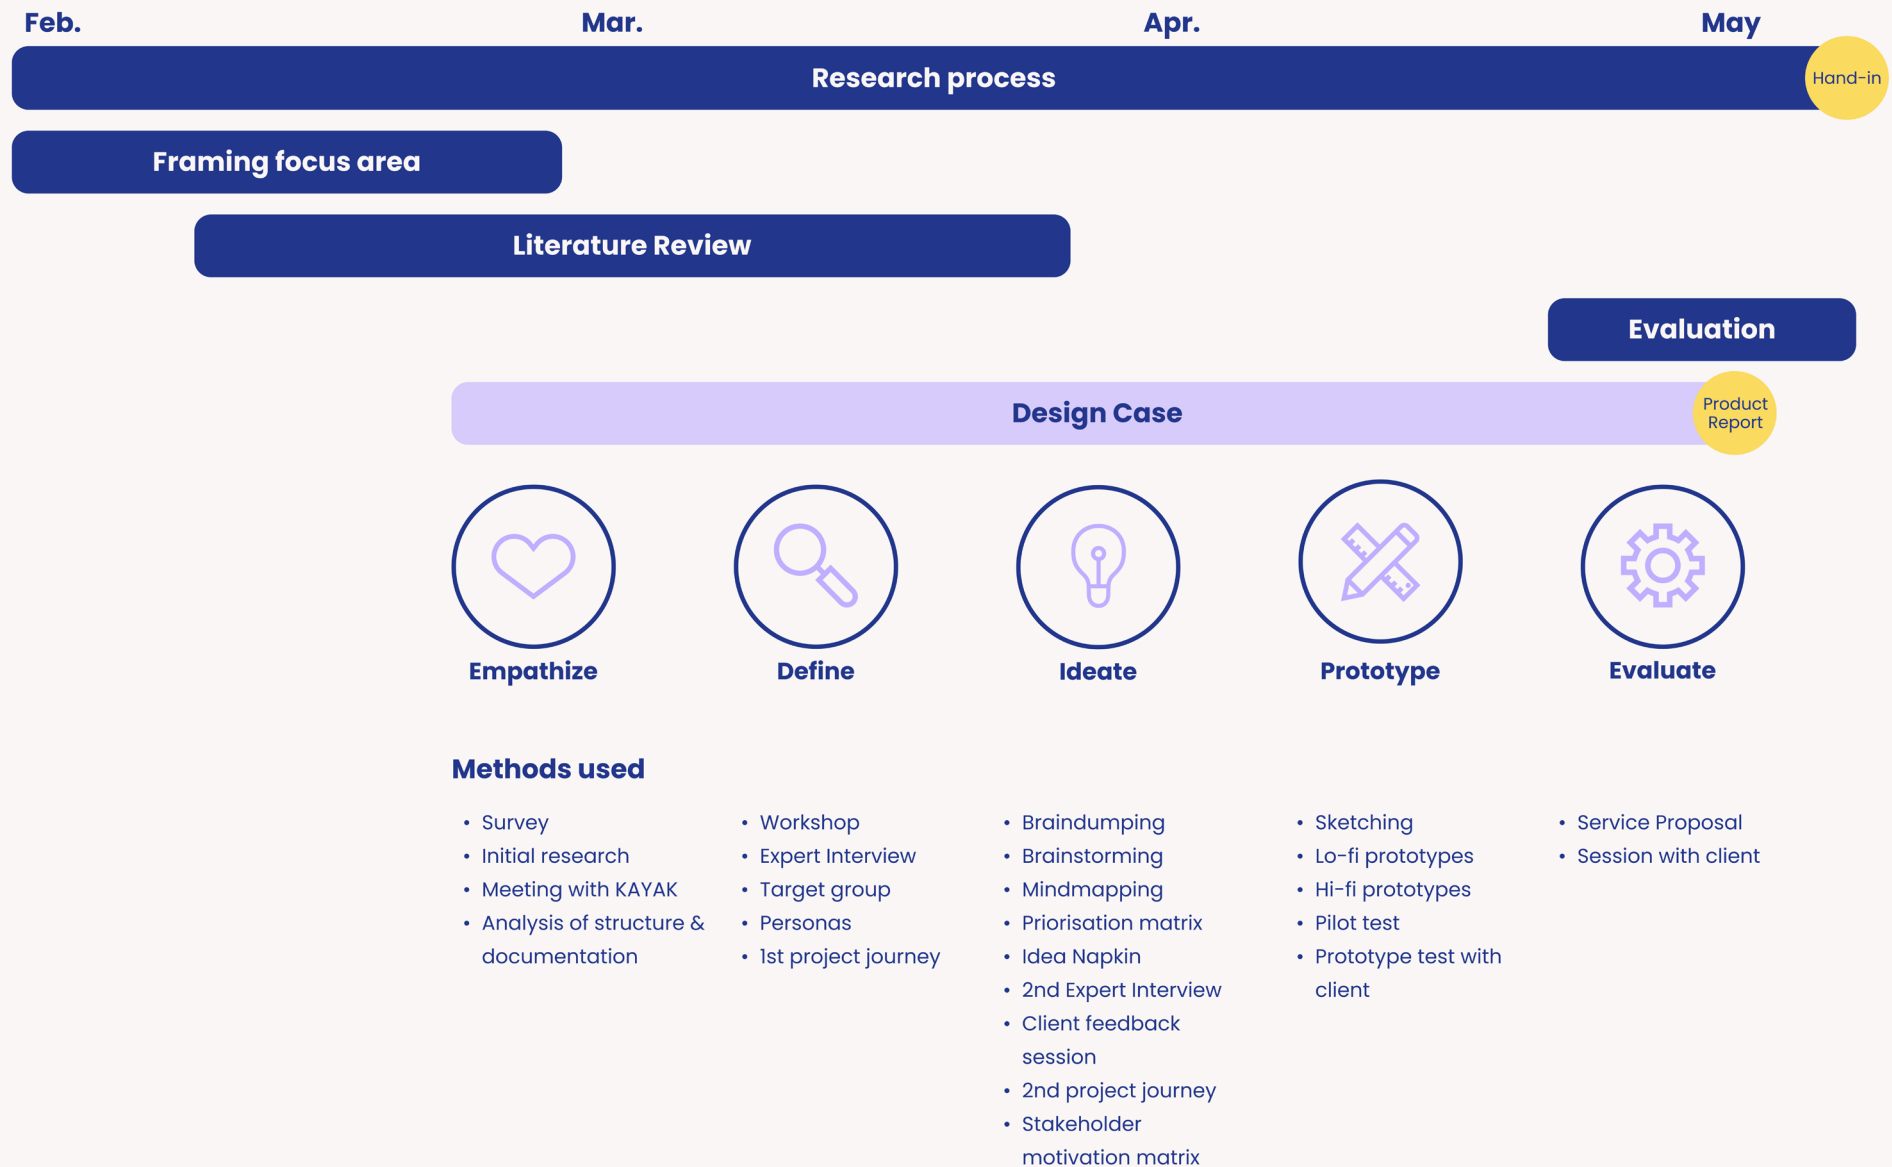 Feb.
Mar.
Apr.
May
Research process
Hand-in
Framing focus area
Literature Review
Evaluation
Design Case
Product
Report
Empathize
Define
Ideate
Prototype
Evaluate
Methods used
• Survey
• Initial research
• Meeting with KAYAK
• Analysis of structure &
documentation
• Workshop
• Expert Interview
• Target group
• Personas
• 1st project journey
• Braindumping
• Brainstorming
• Mindmapping
• Priorisation matrix
• Idea Napkin
• 2nd Expert Interview
• Client feedback
session
• 2nd project journey
• Stakeholder
motivation matrix
• Sketching
• Lo-fi prototypes
• Hi-fi prototypes
• Pilot test
• Prototype test with
client
• Service Proposal
• Session with client